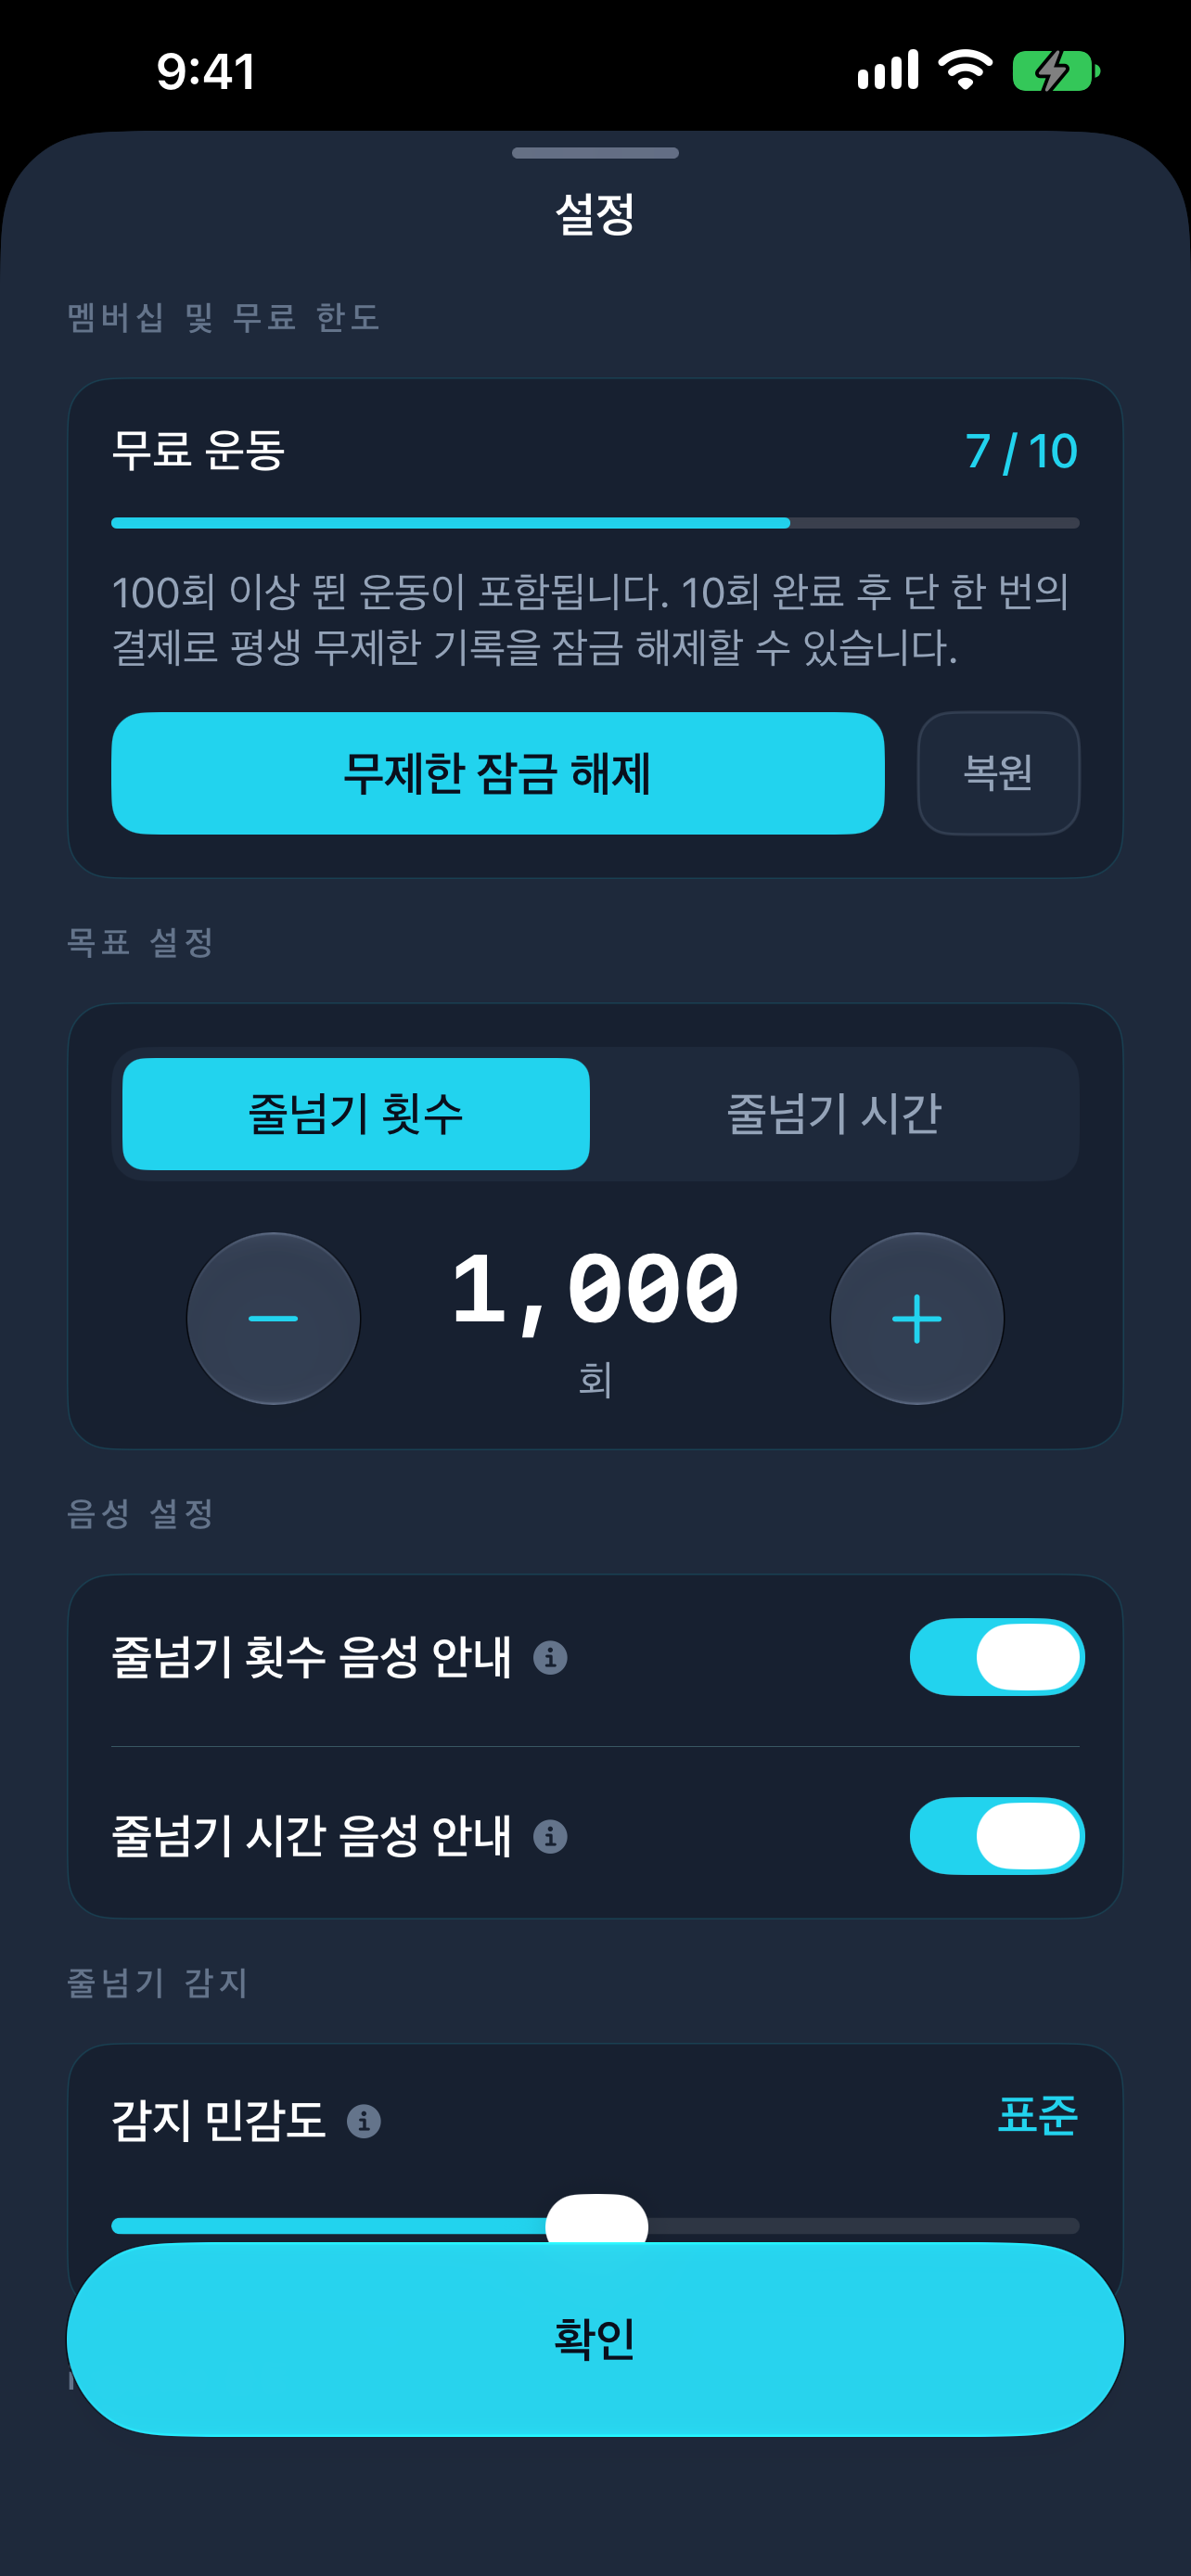 9:41
설정
멤버십 및 무료 한도
무료 운동
7 / 10
100회 이상 뛴 운동이 포함됩니다. 10회 완료 후 단 한 번의
결제로 평생 무제한 기록을 잠금 해제할 수 있습니다.
무제한 잠금 해제
복원
목표 설정
줄넘기 횟수
줄넘기 시간
1,000
회
음성 설정
줄넘기 횟수 음성 안내
줄넘기 시간 음성 안내
줄넘기 감지
감지 민감도
표준
확인